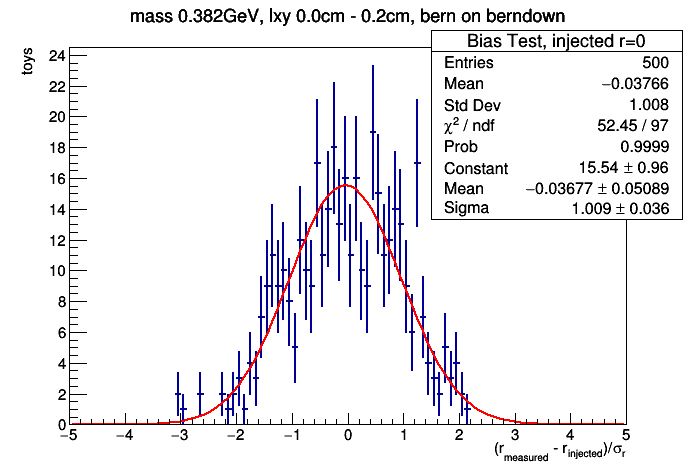 mass 0.382GeV, lxy 0.0cm - 0.2cm, bern on berndown
toys
Bias Test, injected r=0
Entries 500
Mean −0.03766
Std Dev 1.008
χ² / ndf 52.45 / 97
Prob 0.9999
Constant 15.54 ± 0.96
Mean −0.03677 ± 0.05089
Sigma 1.009 ± 0.036
24
22
20
18
16
14
12
10
8
6
4
2
0
−5 −4 −3 −2 −1 0 1 2 3 4 5
(r_measured - r_injected)/σ_r